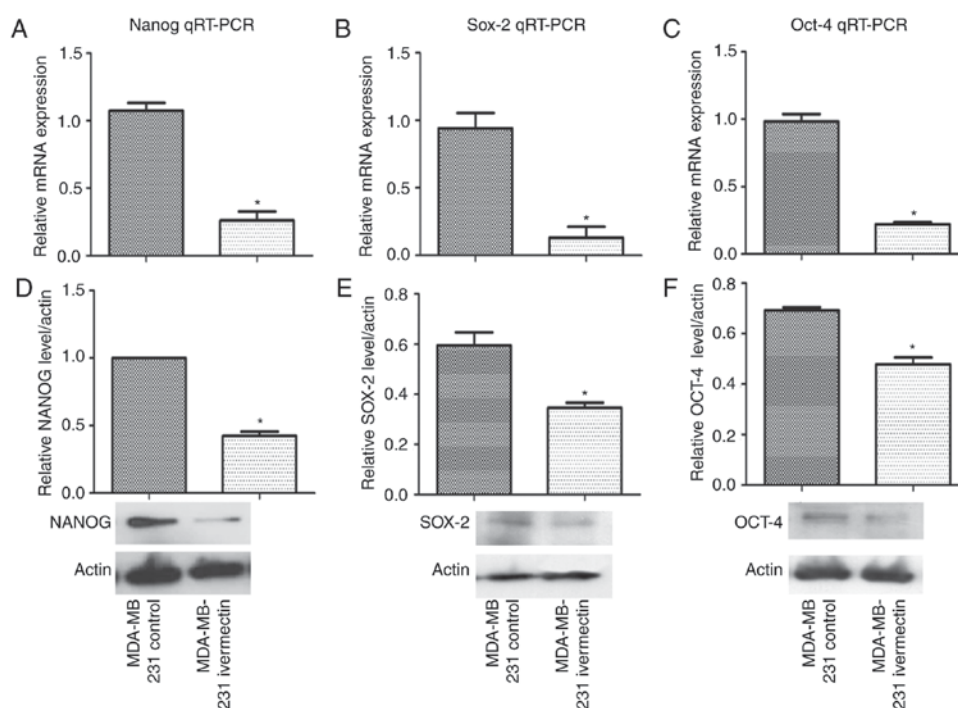 A Nanog qRT-PCR
Relative mRNA expression
1.5
1.0
0.5
0.0
*
B Sox-2 qRT-PCR
Relative mRNA expression
1.5
1.0
0.5
0.0
*
C Oct-4 qRT-PCR
Relative mRNA expression
1.5
1.0
0.5
0.0
*
D
Relative NANOG level/actin
1.5
1.0
0.5
0.0
*
NANOG
Actin
MDA-MB
231 control
MDA-MB-
231 ivermectin
E
Relative SOX-2 level/actin
0.8
0.6
0.4
0.2
0.0
*
SOX-2
Actin
MDA-MB
231 control
MDA-MB-
231 ivermectin
F
Relative OCT-4 level/actin
0.8
0.6
0.4
0.2
0.0
*
OCT-4
Actin
MDA-MB
231 control
MDA-MB-
231 ivermectin